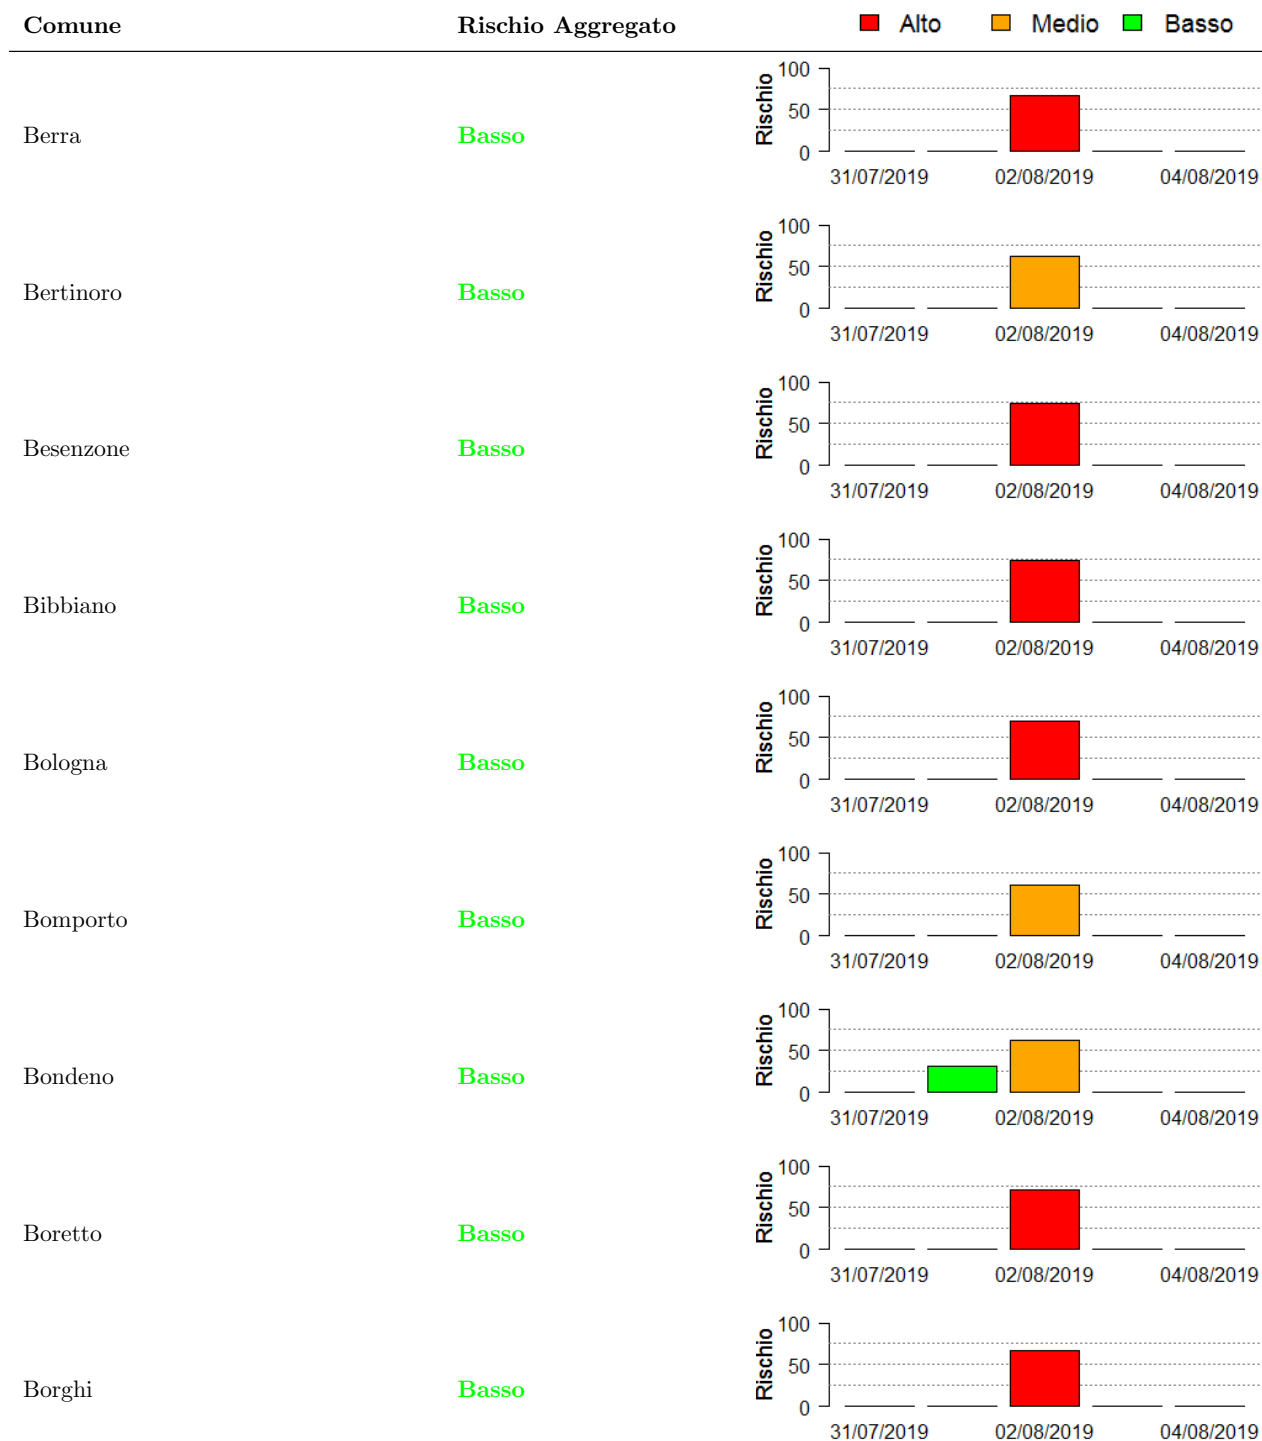 Comune Rischio Aggregato Alto Medio Basso
100
50
0
Rischio
Berra Basso
31/07/2019 02/08/2019 04/08/2019
100
50
0
Rischio
Bertinoro Basso
31/07/2019 02/08/2019 04/08/2019
100
50
0
Rischio
Besenzone Basso
31/07/2019 02/08/2019 04/08/2019
100
50
0
Rischio
Bibbiano Basso
31/07/2019 02/08/2019 04/08/2019
100
50
0
Rischio
Bologna Basso
31/07/2019 02/08/2019 04/08/2019
100
50
0
Rischio
Bomporto Basso
31/07/2019 02/08/2019 04/08/2019
100
50
0
Rischio
Bondeno Basso
31/07/2019 02/08/2019 04/08/2019
100
50
0
Rischio
Boretto Basso
31/07/2019 02/08/2019 04/08/2019
100
50
0
Rischio
Borghi Basso
31/07/2019 02/08/2019 04/08/2019